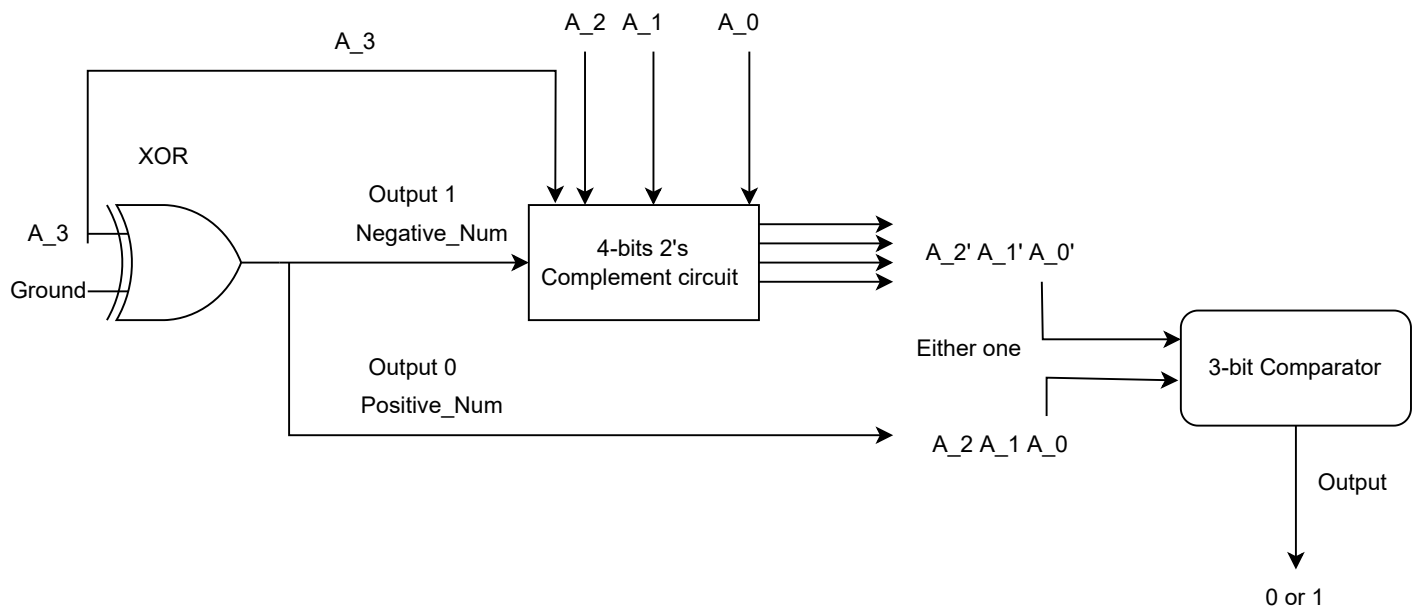 A_2 A_1 A_0
A_3
XOR
Output 1
Negative_Num
A_3
Ground
4-bits 2's
Complement circuit
A_2' A_1' A_0'
Either one
3-bit Comparator
Output 0
Positive_Num
A_2 A_1 A_0
Output
0 or 1